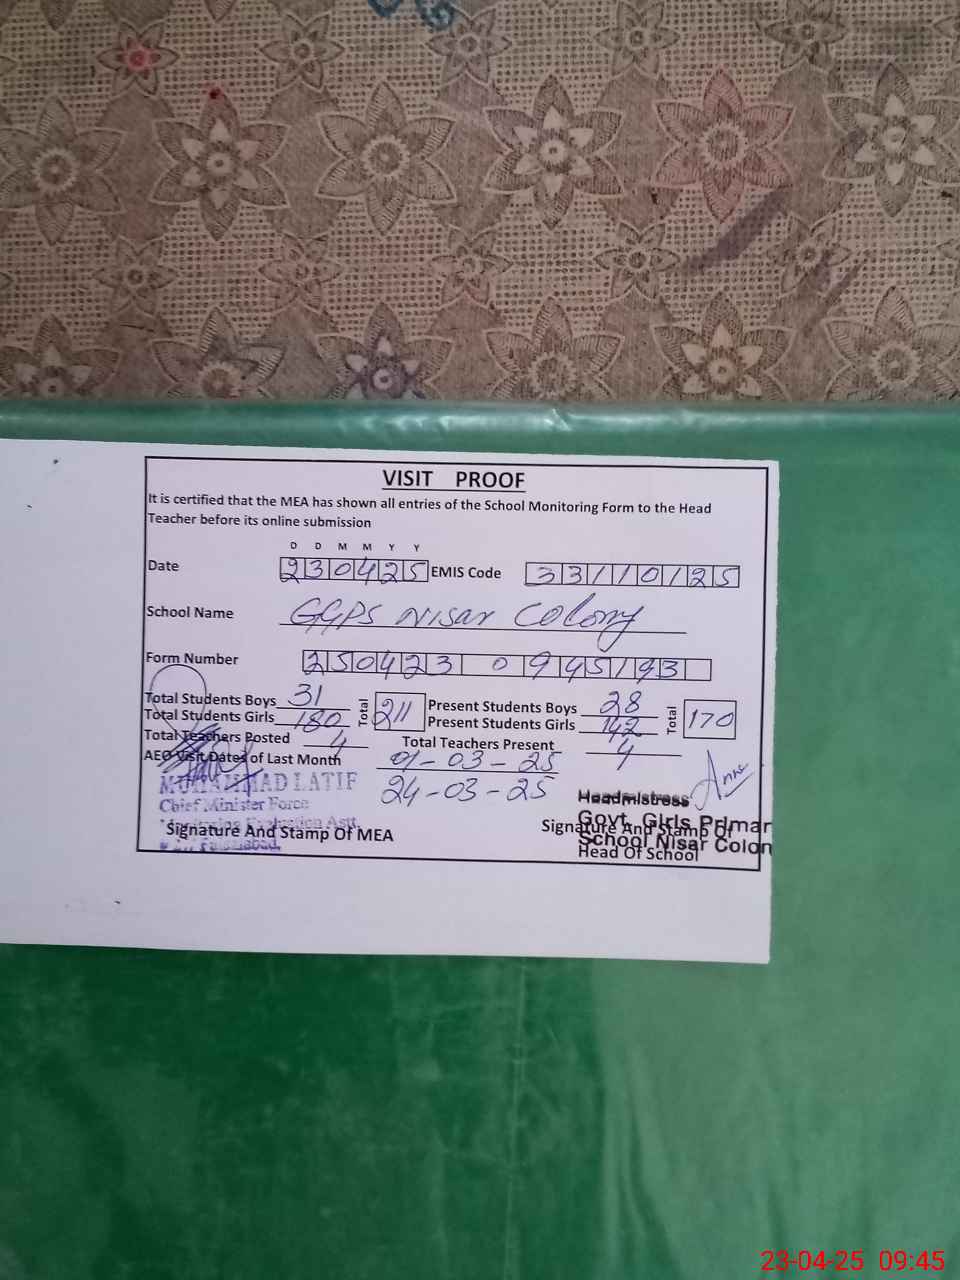 VISIT PROOF
It is certified that the MEA has shown all entries of the School Monitoring Form to the Head
Teacher before its online submission
D D M M Y Y
Date 230425 EMIS Code 33110125
School Name GGPS Nisar Colony
Form Number 250423 0945193
Total Students Boys 31 Total 211 Present Students Boys 28 Total 170
Total Students Girls 180 Present Students Girls 142
Total Teachers Posted 4 Total Teachers Present 4
AEO Visit Dates of Last Month 01-03-25
24-03-25
MUHAMMAD LATIF
Chief Minister Force
Monitoring Evaluation Astt.
Faisalabad.
Signature And Stamp Of MEA
Headmistress
Govt. Girls Primar
School Nisar Colon
Signature And Stamp Of
Head Of School
23-04-25 09:45